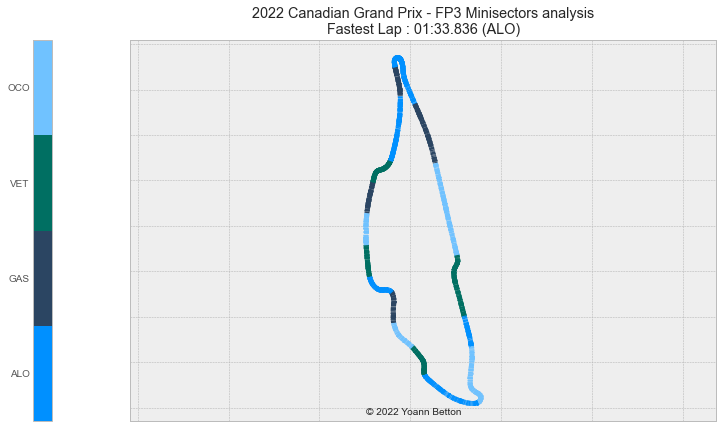 2022 Canadian Grand Prix - FP3 Minisectors analysis
Fastest Lap : 01:33.836 (ALO)
OCO
VET
GAS
ALO
© 2022 Yoann Betton